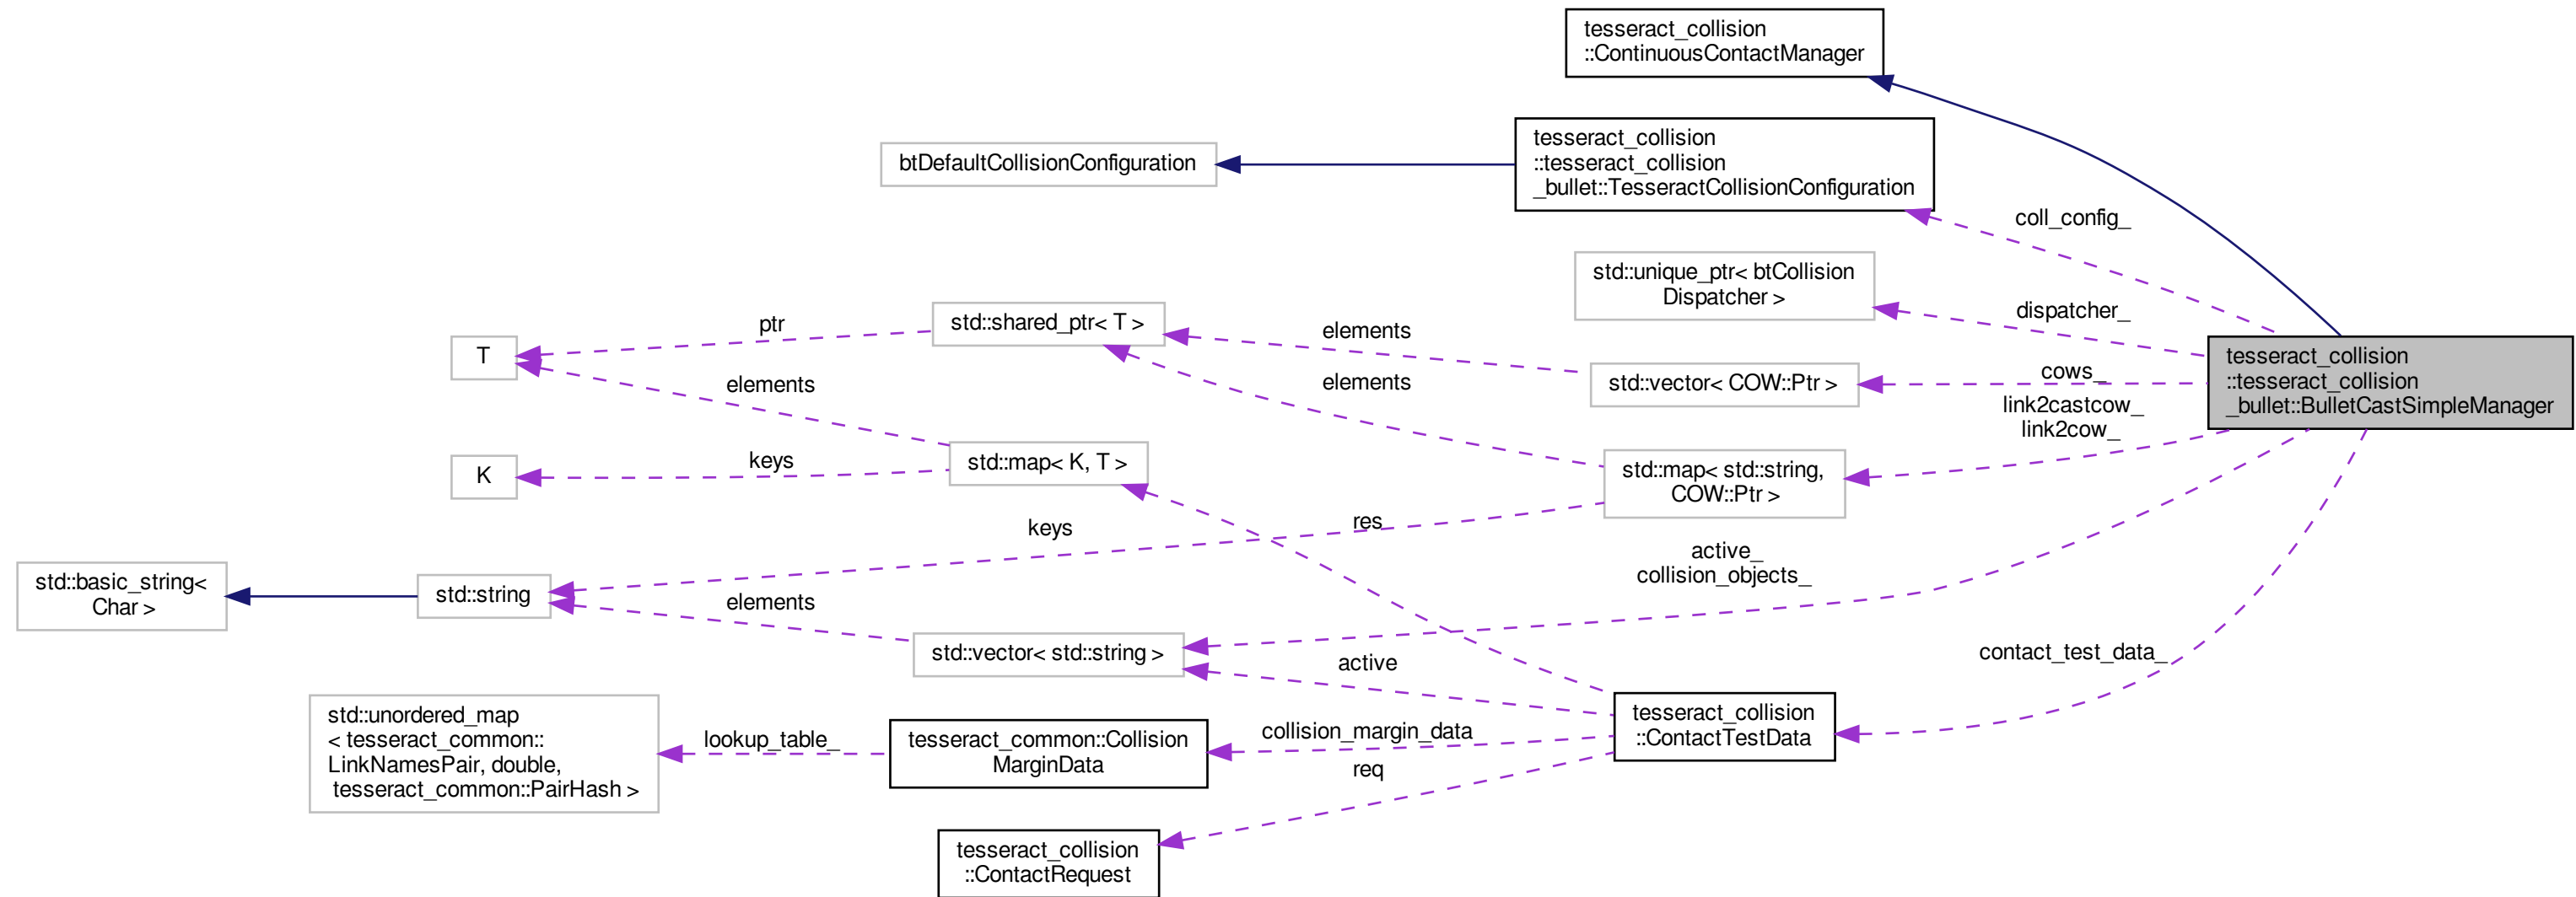 tesseract_collision
::ContinuousContactManager
btDefaultCollisionConfiguration
tesseract_collision
::tesseract_collision
_bullet::TesseractCollisionConfiguration
coll_config_
std::unique_ptr< btCollision
Dispatcher >
dispatcher_
std::shared_ptr< T >
ptr
T
elements
std::vector< COW::Ptr >
cows_
tesseract_collision
::tesseract_collision
_bullet::BulletCastSimpleManager
elements
elements
link2castcow_
link2cow_
std::map< K, T >
keys
K
std::map< std::string,
COW::Ptr >
keys
res
active_
collision_objects_
std::basic_string<
Char >
std::string
elements
std::vector< std::string >
active
contact_test_data_
std::unordered_map
< tesseract_common::
LinkNamesPair, double,
tesseract_common::PairHash >
lookup_table_
tesseract_common::Collision
MarginData
collision_margin_data
req
tesseract_collision
::ContactTestData
tesseract_collision
::ContactRequest